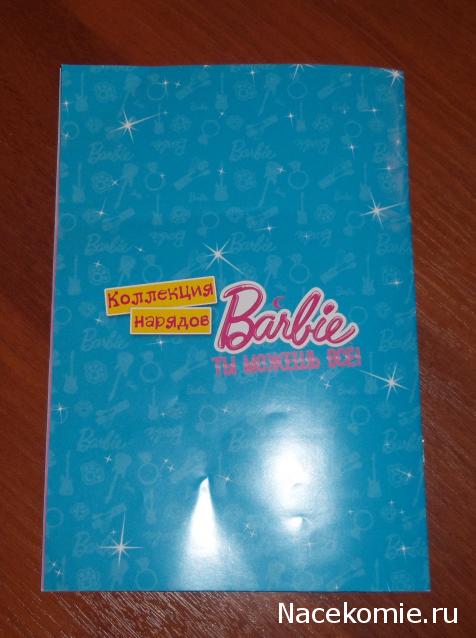 Коллекция
нарядов
с
Barbie
ТЫ МОЖЕШЬ ВСЁ!
Nacekomie.ru